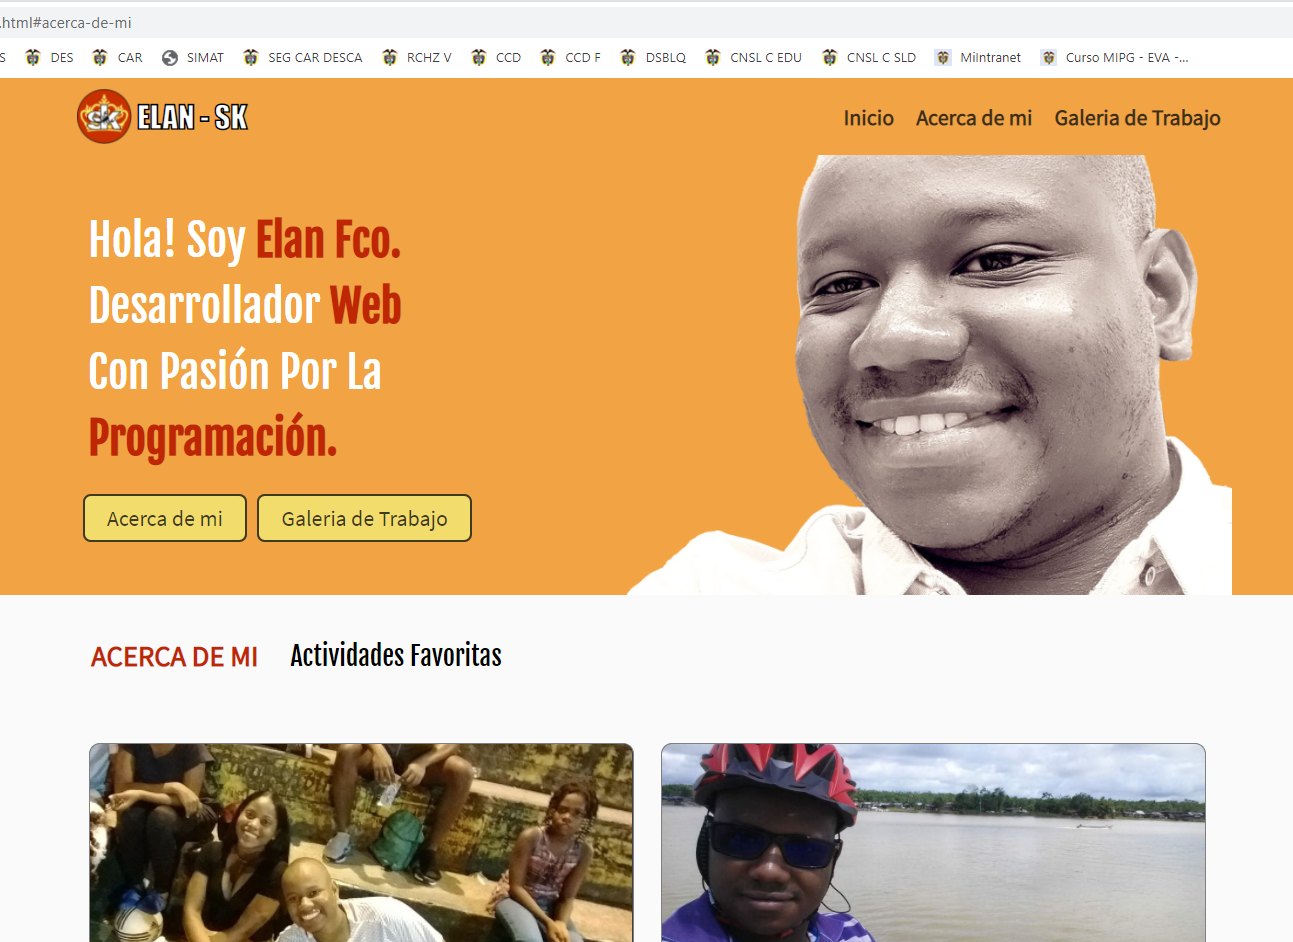 .html#acerca-de-mi
S DES CAR SIMAT SEG CAR DESCA RCHZ V CCD CCD F DSBLQ CNSL C EDU CNSL C SLD MiIntranet Curso MIPG - EVA -...
SK ELAN - SK Inicio Acerca de mi Galeria de Trabajo
Hola! Soy Elan Fco.
Desarrollador Web
Con Pasión Por La
Programación.
Acerca de mi Galeria de Trabajo
ACERCA DE MI Actividades Favoritas